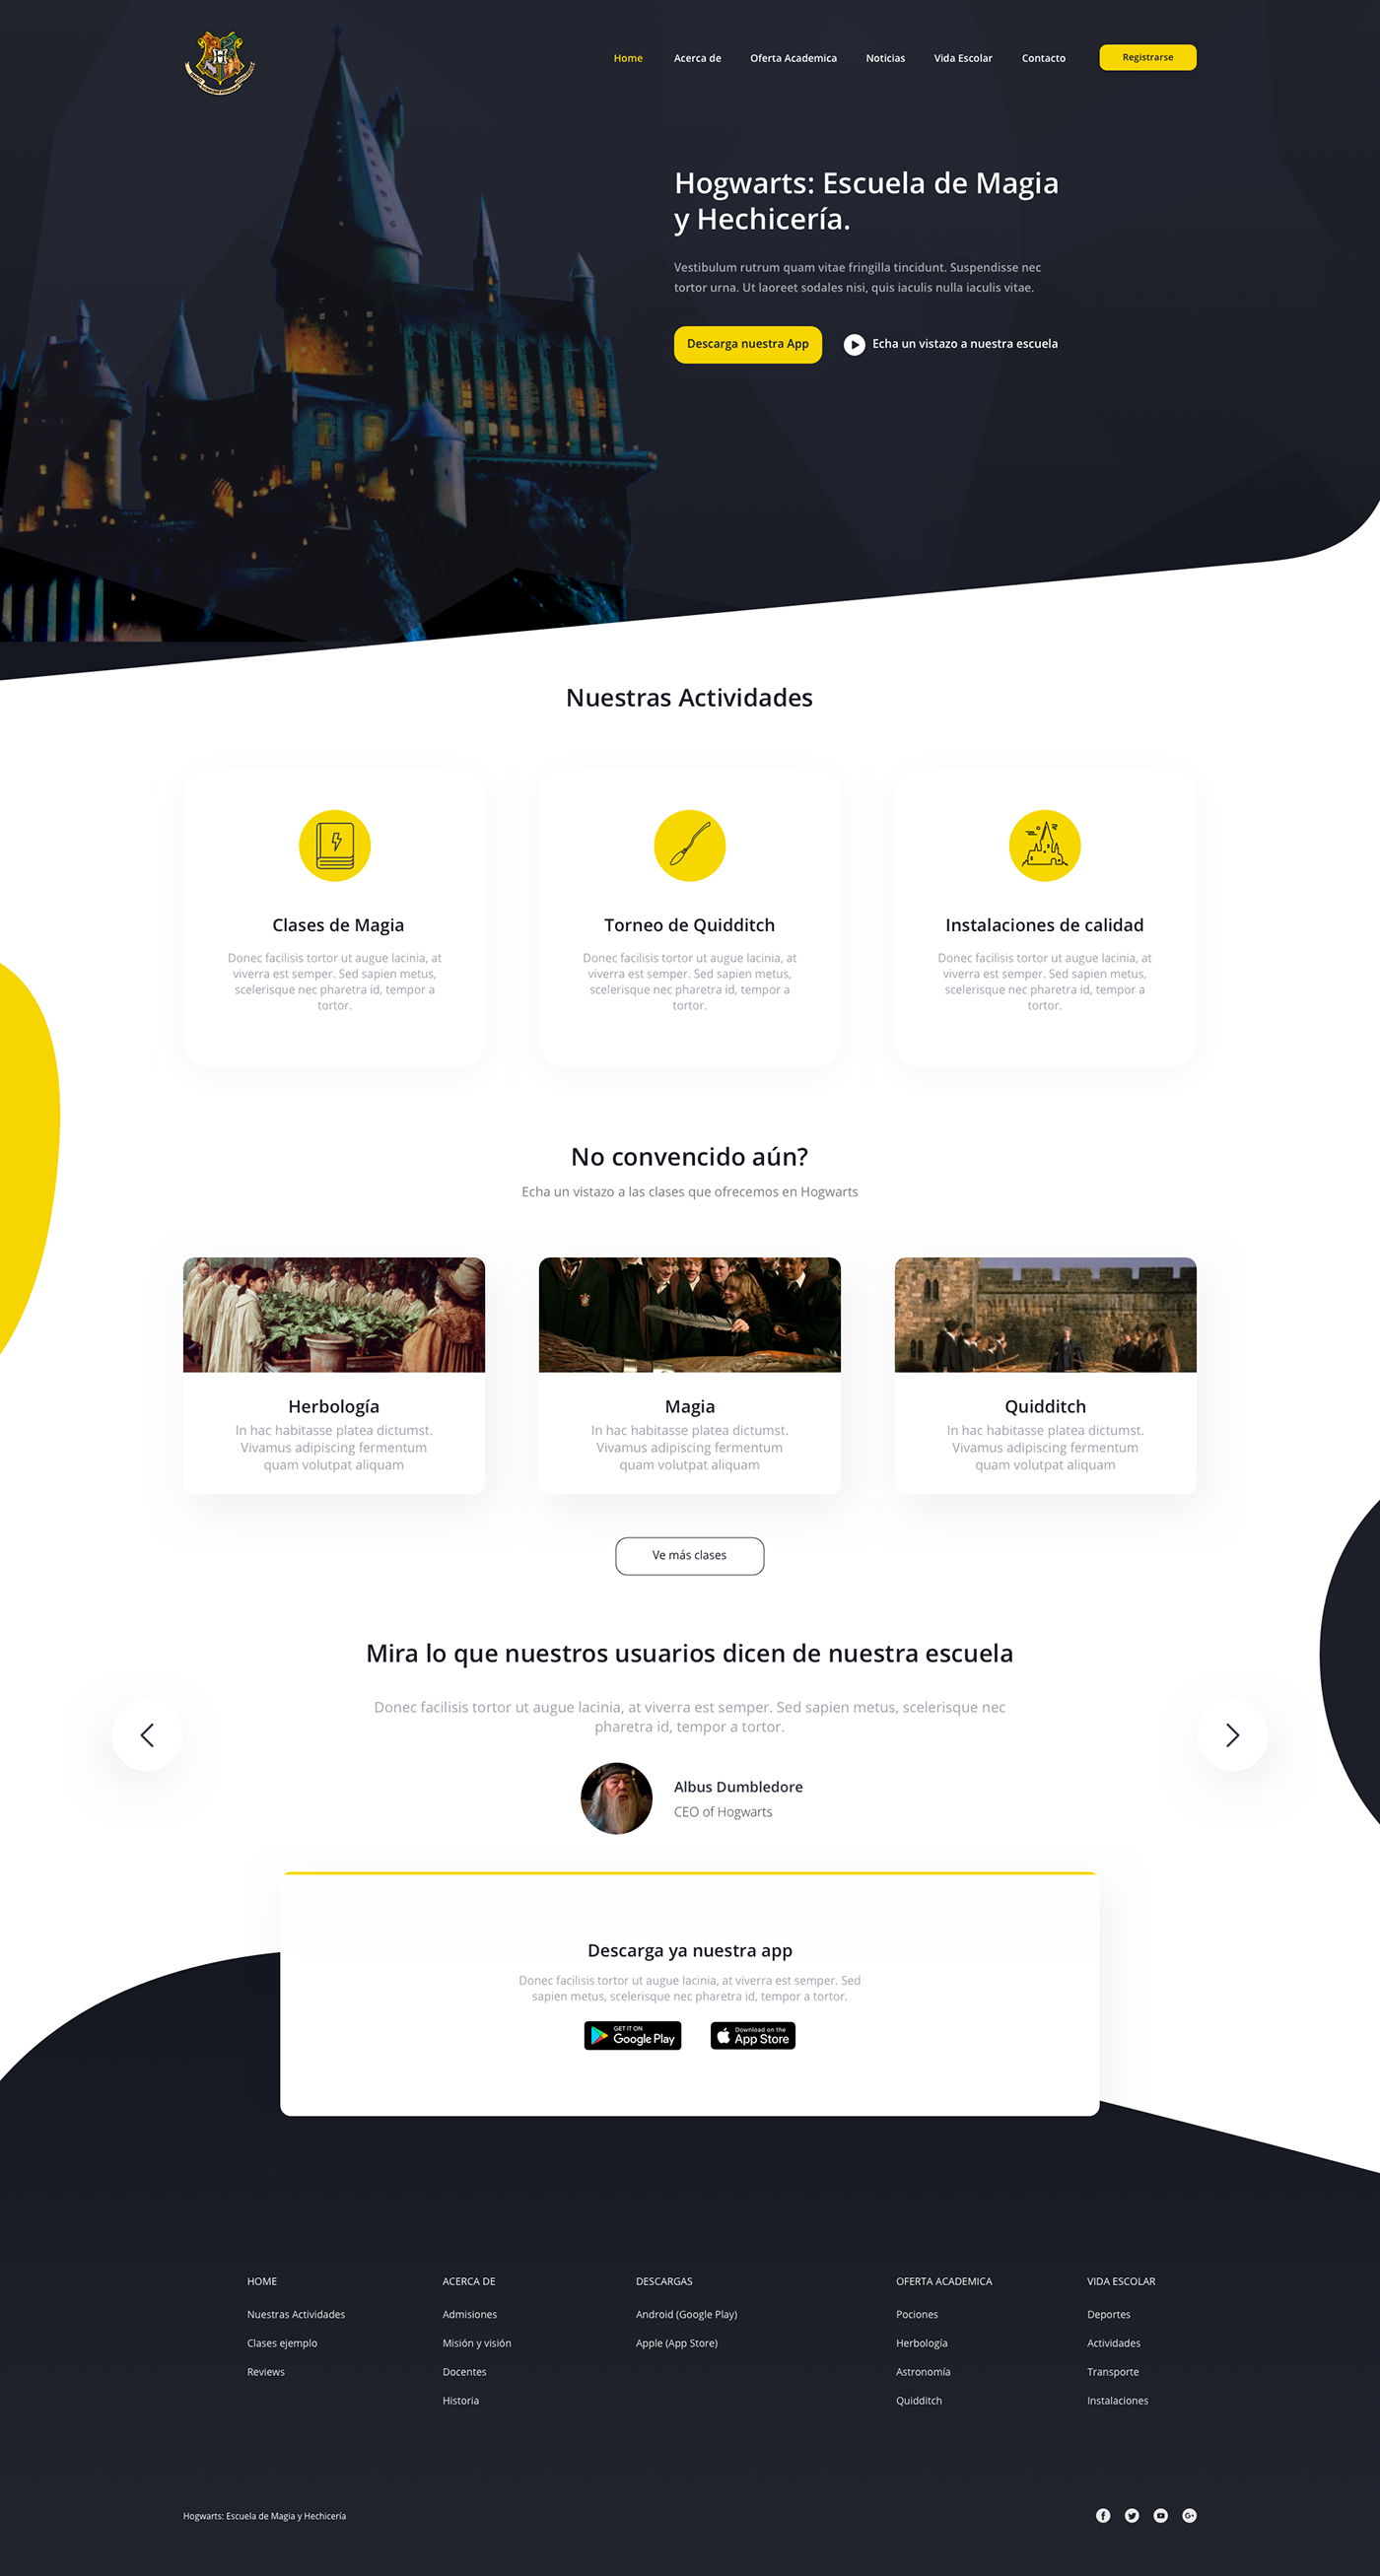 Home Acerca de Oferta Academica Noticias Vida Escolar Contacto Registrarse
Hogwarts: Escuela de Magia
y Hechicería.
Vestibulum rutrum quam vitae fringilla tincidunt. Suspendisse nec
tortor urna. Ut laoreet sodales nisi, quis iaculis nulla iaculis vitae.
Descarga nuestra App Echa un vistazo a nuestra escuela
Nuestras Actividades
Clases de Magia
Donec facilisis tortor ut augue lacinia, at
viverra est semper. Sed sapien metus,
scelerisque nec pharetra id, tempor a
tortor.
Torneo de Quidditch
Donec facilisis tortor ut augue lacinia, at
viverra est semper. Sed sapien metus,
scelerisque nec pharetra id, tempor a
tortor.
Instalaciones de calidad
Donec facilisis tortor ut augue lacinia, at
viverra est semper. Sed sapien metus,
scelerisque nec pharetra id, tempor a
tortor.
No convencido aún?
Echa un vistazo a las clases que ofrecemos en Hogwarts
Herbología
In hac habitasse platea dictumst.
Vivamus adipiscing fermentum
quam volutpat aliquam
Magia
In hac habitasse platea dictumst.
Vivamus adipiscing fermentum
quam volutpat aliquam
Quidditch
In hac habitasse platea dictumst.
Vivamus adipiscing fermentum
quam volutpat aliquam
Ve más clases
Mira lo que nuestros usuarios dicen de nuestra escuela
Donec facilisis tortor ut augue lacinia, at viverra est semper. Sed sapien metus, scelerisque nec
pharetra id, tempor a tortor.
Albus Dumbledore
CEO of Hogwarts
Descarga ya nuestra app
Donec facilisis tortor ut augue lacinia, at viverra est semper. Sed
sapien metus, scelerisque nec pharetra id, tempor a tortor.
GET IT ON
Google Play
Download on the
App Store
HOME
Nuestras Actividades
Clases ejemplo
Reviews
ACERCA DE
Admisiones
Misión y visión
Docentes
Historia
DESCARGAS
Android (Google Play)
Apple (App Store)
OFERTA ACADEMICA
Pociones
Herbología
Astronomía
Quidditch
VIDA ESCOLAR
Deportes
Actividades
Transporte
Instalaciones
Hogwarts: Escuela de Magia y Hechicería